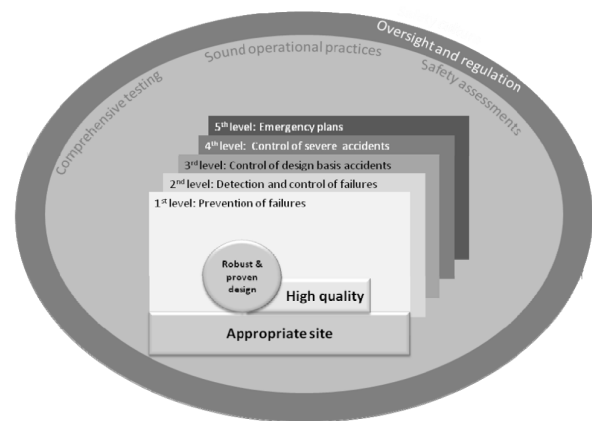 Oversight and regulation
Sound operational practices
Comprehensive testing
Safety assessments
5th level: Emergency plans
4th level: Control of severe accidents
3rd level: Control of design basis accidents
2nd level: Detection and control of failures
1st level: Prevention of failures
Robust &
proven
design
High quality
Appropriate site